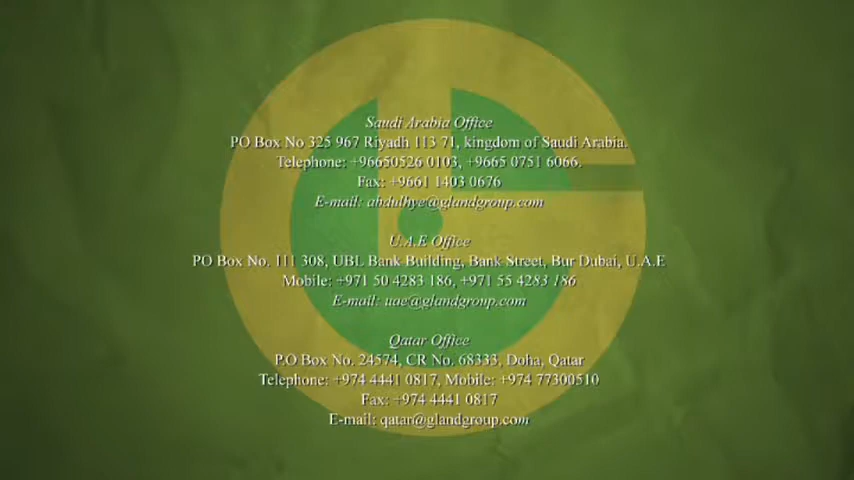 Saudi Arabia Office
PO Box No 325 967 Riyadh 113 71, kingdom of Saudi Arabia.
Telephone: +96650526 0103, +9665 0751 6066.
Fax: +9661 1403 0676
E-mail: abdulhye@glandgroup.com
U.A.E Office
PO Box No. 111 308, UBL Bank Building, Bank Street, Bur Dubai, U.A.E
Mobile: +971 50 4283 186, +971 55 4283 186
E-mail: uae@glandgroup.com
Qatar Office
P.O Box No. 24574, CR No. 68333, Doha, Qatar
Telephone: +974 4441 0817, Mobile: +974 77300510
Fax: +974 4441 0817
E-mail: qatar@glandgroup.com